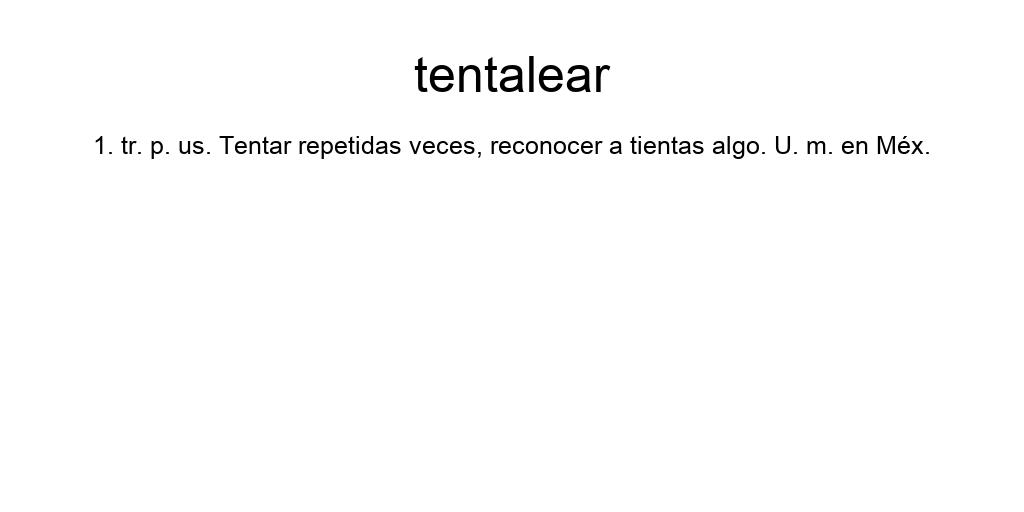 tentalear
1. tr. p. us. Tentar repetidas veces, reconocer a tientas algo. U. m. en Méx.